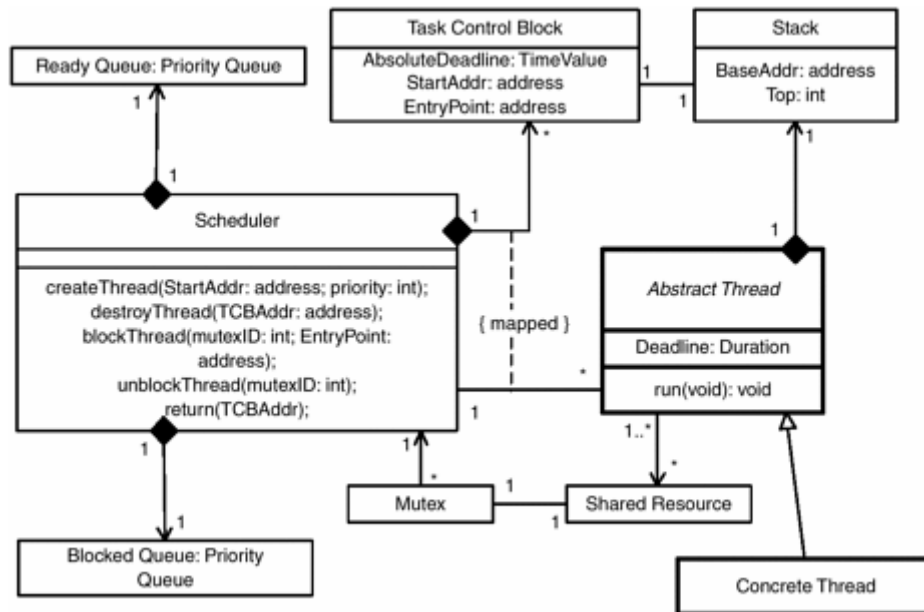 Task Control Block
AbsoluteDeadline: TimeValue
StartAddr: address
EntryPoint: address
Stack
BaseAddr: address
Top: int
1
1
Ready Queue: Priority Queue
1
1
*
1
Scheduler
1
createThread(StartAddr: address; priority: int);
destroyThread(TCBAddr: address);
blockThread(mutexID: int; EntryPoint:
address);
unblockThread(mutexID: int);
return(TCBAddr);
{ mapped }
1
Abstract Thread
Deadline: Duration
run(void): void
*
1
1
1
*
1..*
*
Mutex
1
1
Shared Resource
1
Blocked Queue: Priority
Queue
Concrete Thread